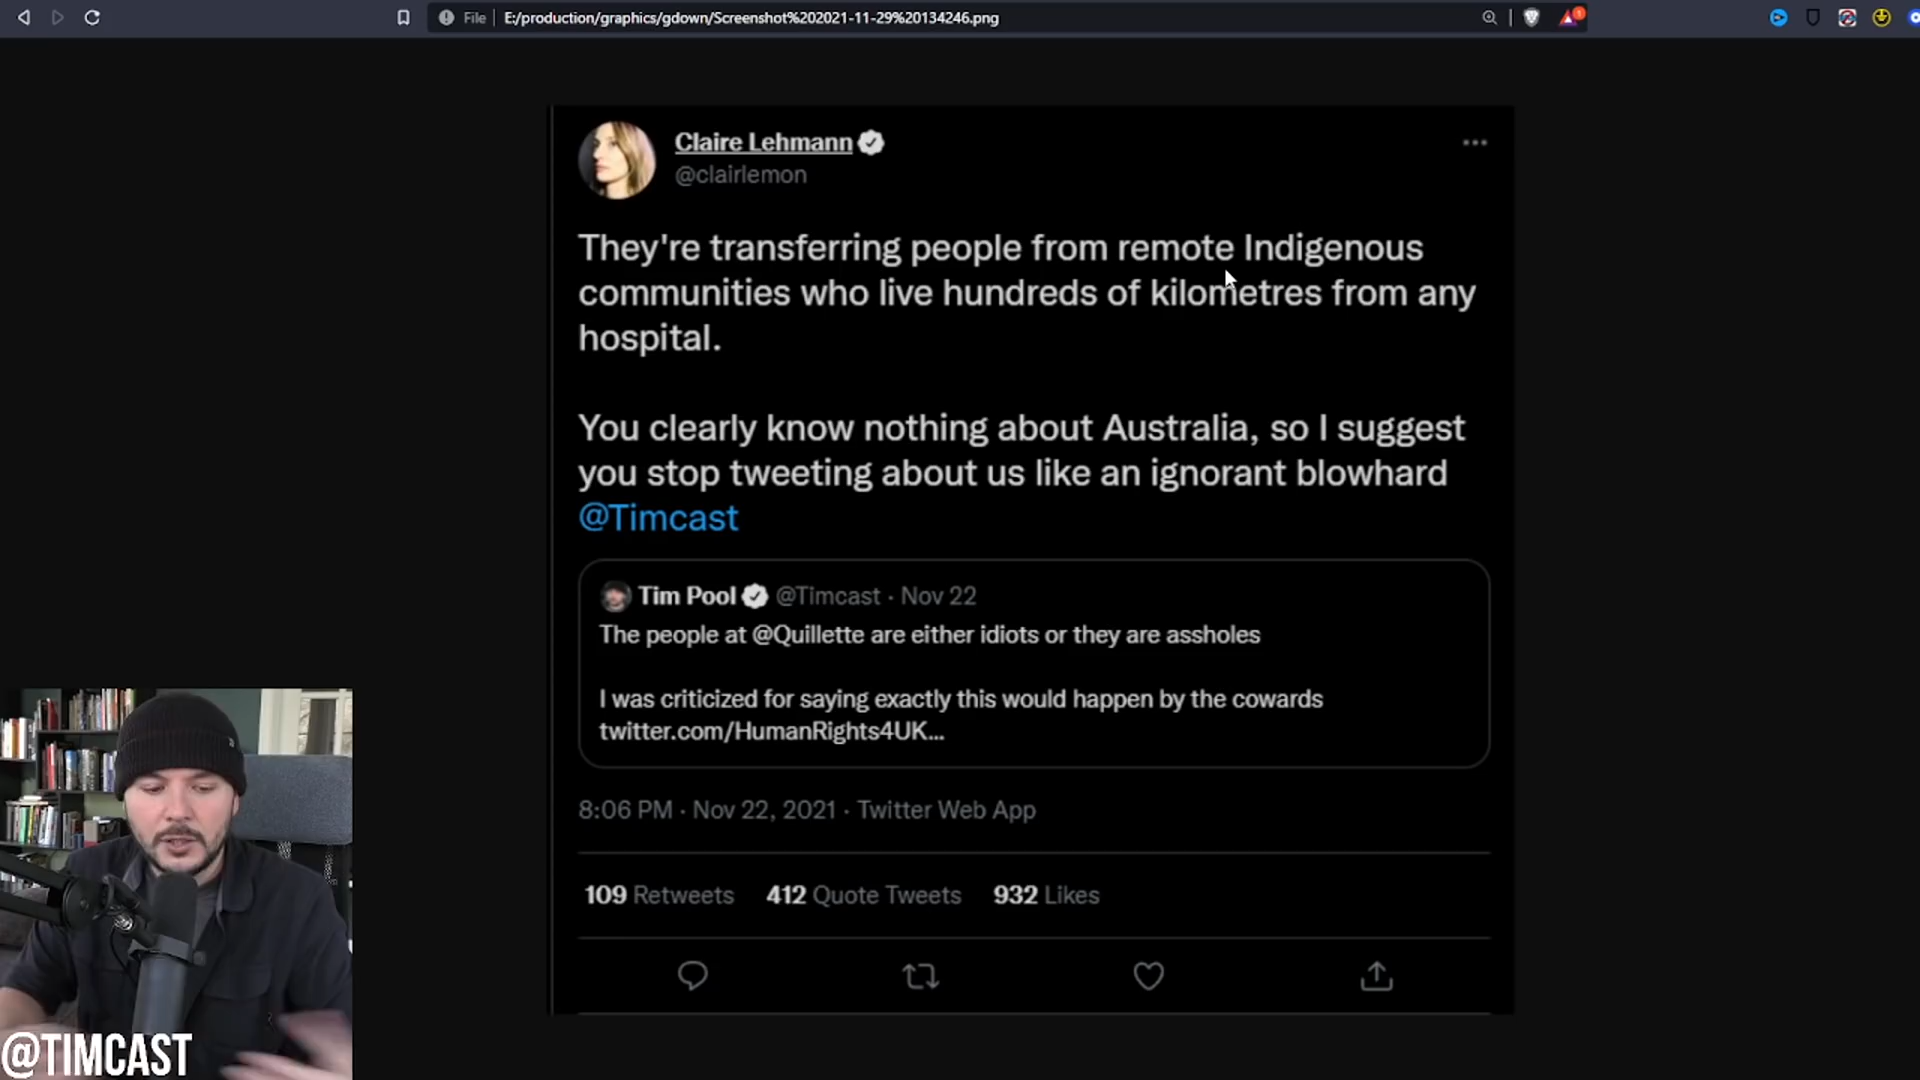 File
E:/production/graphics/gdown/Screenshot%202021-11-29%20134246.png
Claire Lehmann
@clairlemon
They're transferring people from remote Indigenous
communities who live hundreds of kilometres from any
hospital.
You clearly know nothing about Australia, so I suggest
you stop tweeting about us like an ignorant blowhard
@Timcast
Tim Pool @Timcast · Nov 22
The people at @Quillette are either idiots or they are assholes
I was criticized for saying exactly this would happen by the cowards
twitter.com/HumanRights4UK...
8:06 PM · Nov 22, 2021 · Twitter Web App
109 Retweets 412 Quote Tweets 932 Likes
@TIMCAST